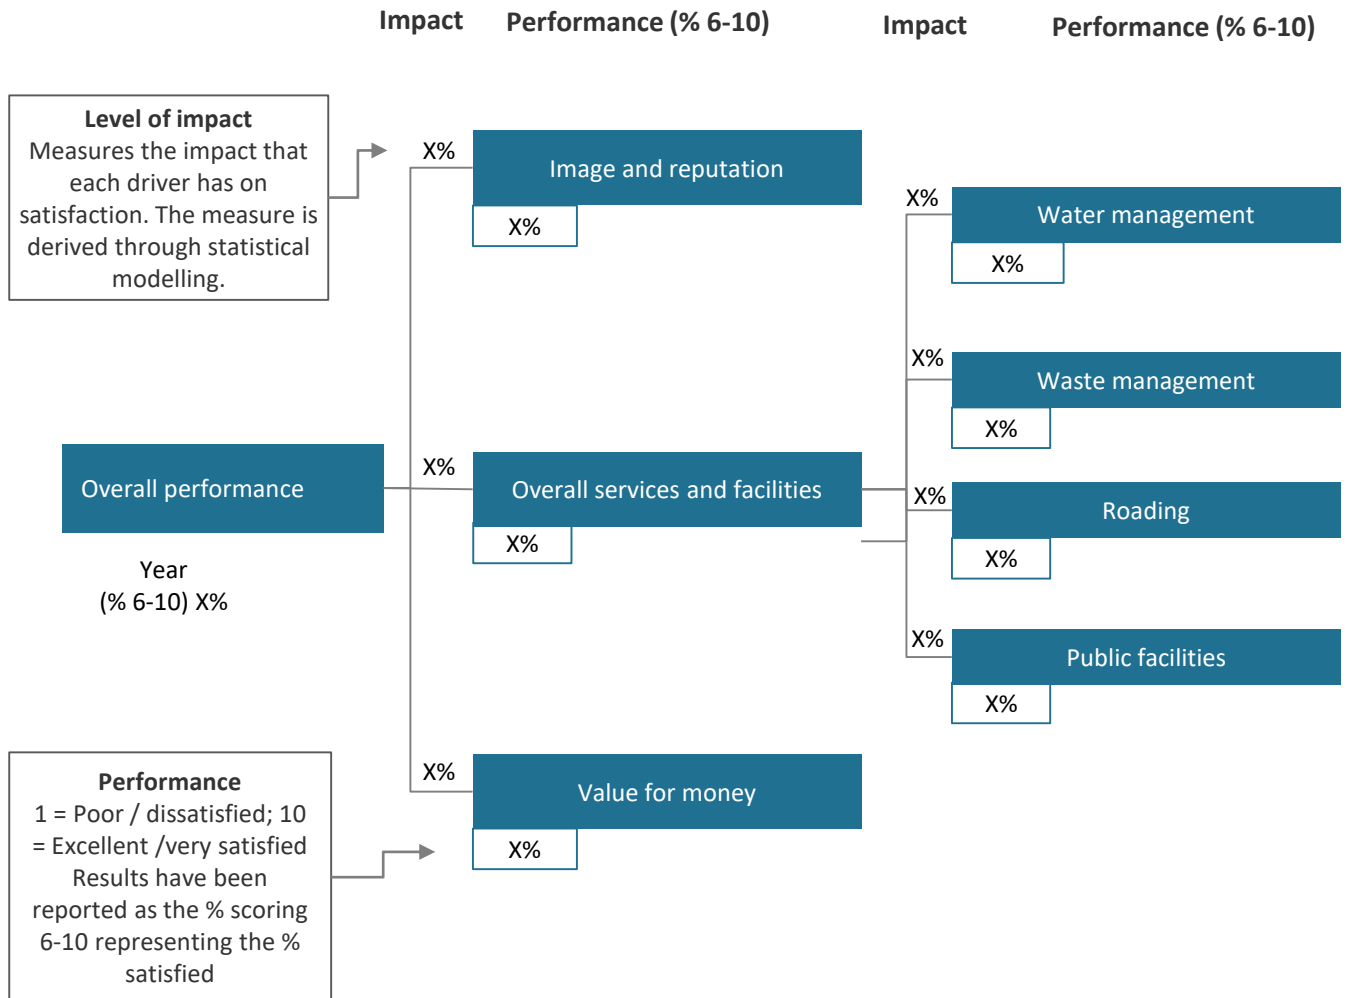 Impact
Performance (% 6-10)
Impact
Performance (% 6-10)
Level of impact
Measures the impact that
each driver has on
satisfaction. The measure is
derived through statistical
modelling.
X%
Image and reputation
X%
X%
Water management
X%
X%
Waste management
X%
Overall performance
Year
(% 6-10) X%
X%
Overall services and facilities
X%
X%
Roading
X%
X%
Public facilities
X%
Performance
1 = Poor / dissatisfied; 10
= Excellent /very satisfied
Results have been
reported as the % scoring
6-10 representing the %
satisfied
X%
Value for money
X%